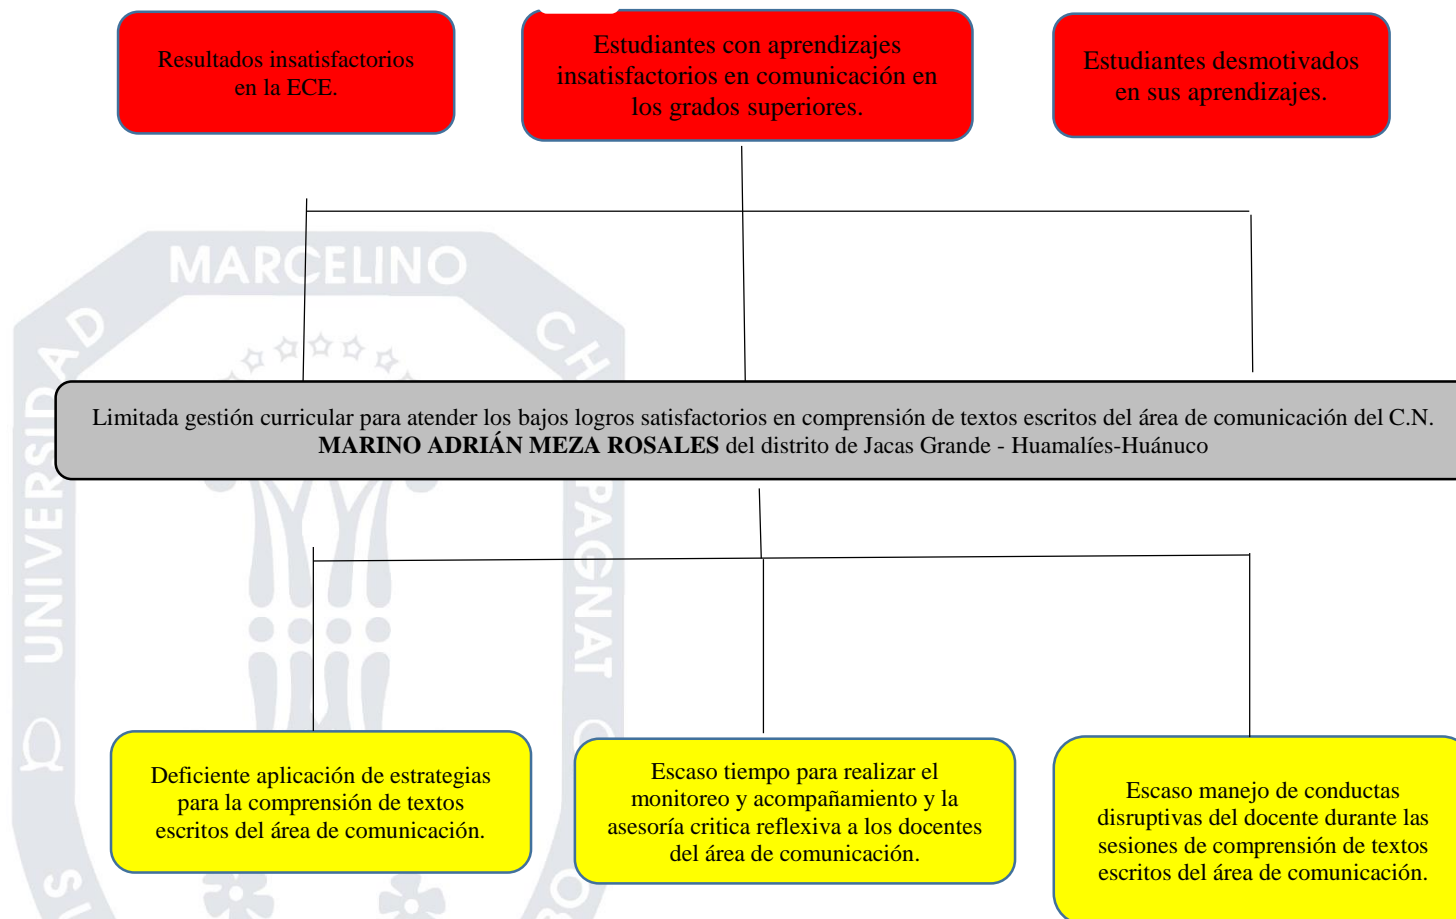 Resultados insatisfactorios
en la ECE.
Estudiantes con aprendizajes
insatisfactorios en comunicación en
los grados superiores.
Estudiantes desmotivados
en sus aprendizajes.
Limitada gestión curricular para atender los bajos logros satisfactorios en comprensión de textos escritos del área de comunicación del C.N.
MARINO ADRIÁN MEZA ROSALES del distrito de Jacas Grande - Huamalíes-Huánuco
Deficiente aplicación de estrategias
para la comprensión de textos
escritos del área de comunicación.
Escaso tiempo para realizar el
monitoreo y acompañamiento y la
asesoría critica reflexiva a los docentes
del área de comunicación.
Escaso manejo de conductas
disruptivas del docente durante las
sesiones de comprensión de textos
escritos del área de comunicación.
UNIVERSIDAD
MARCELINO